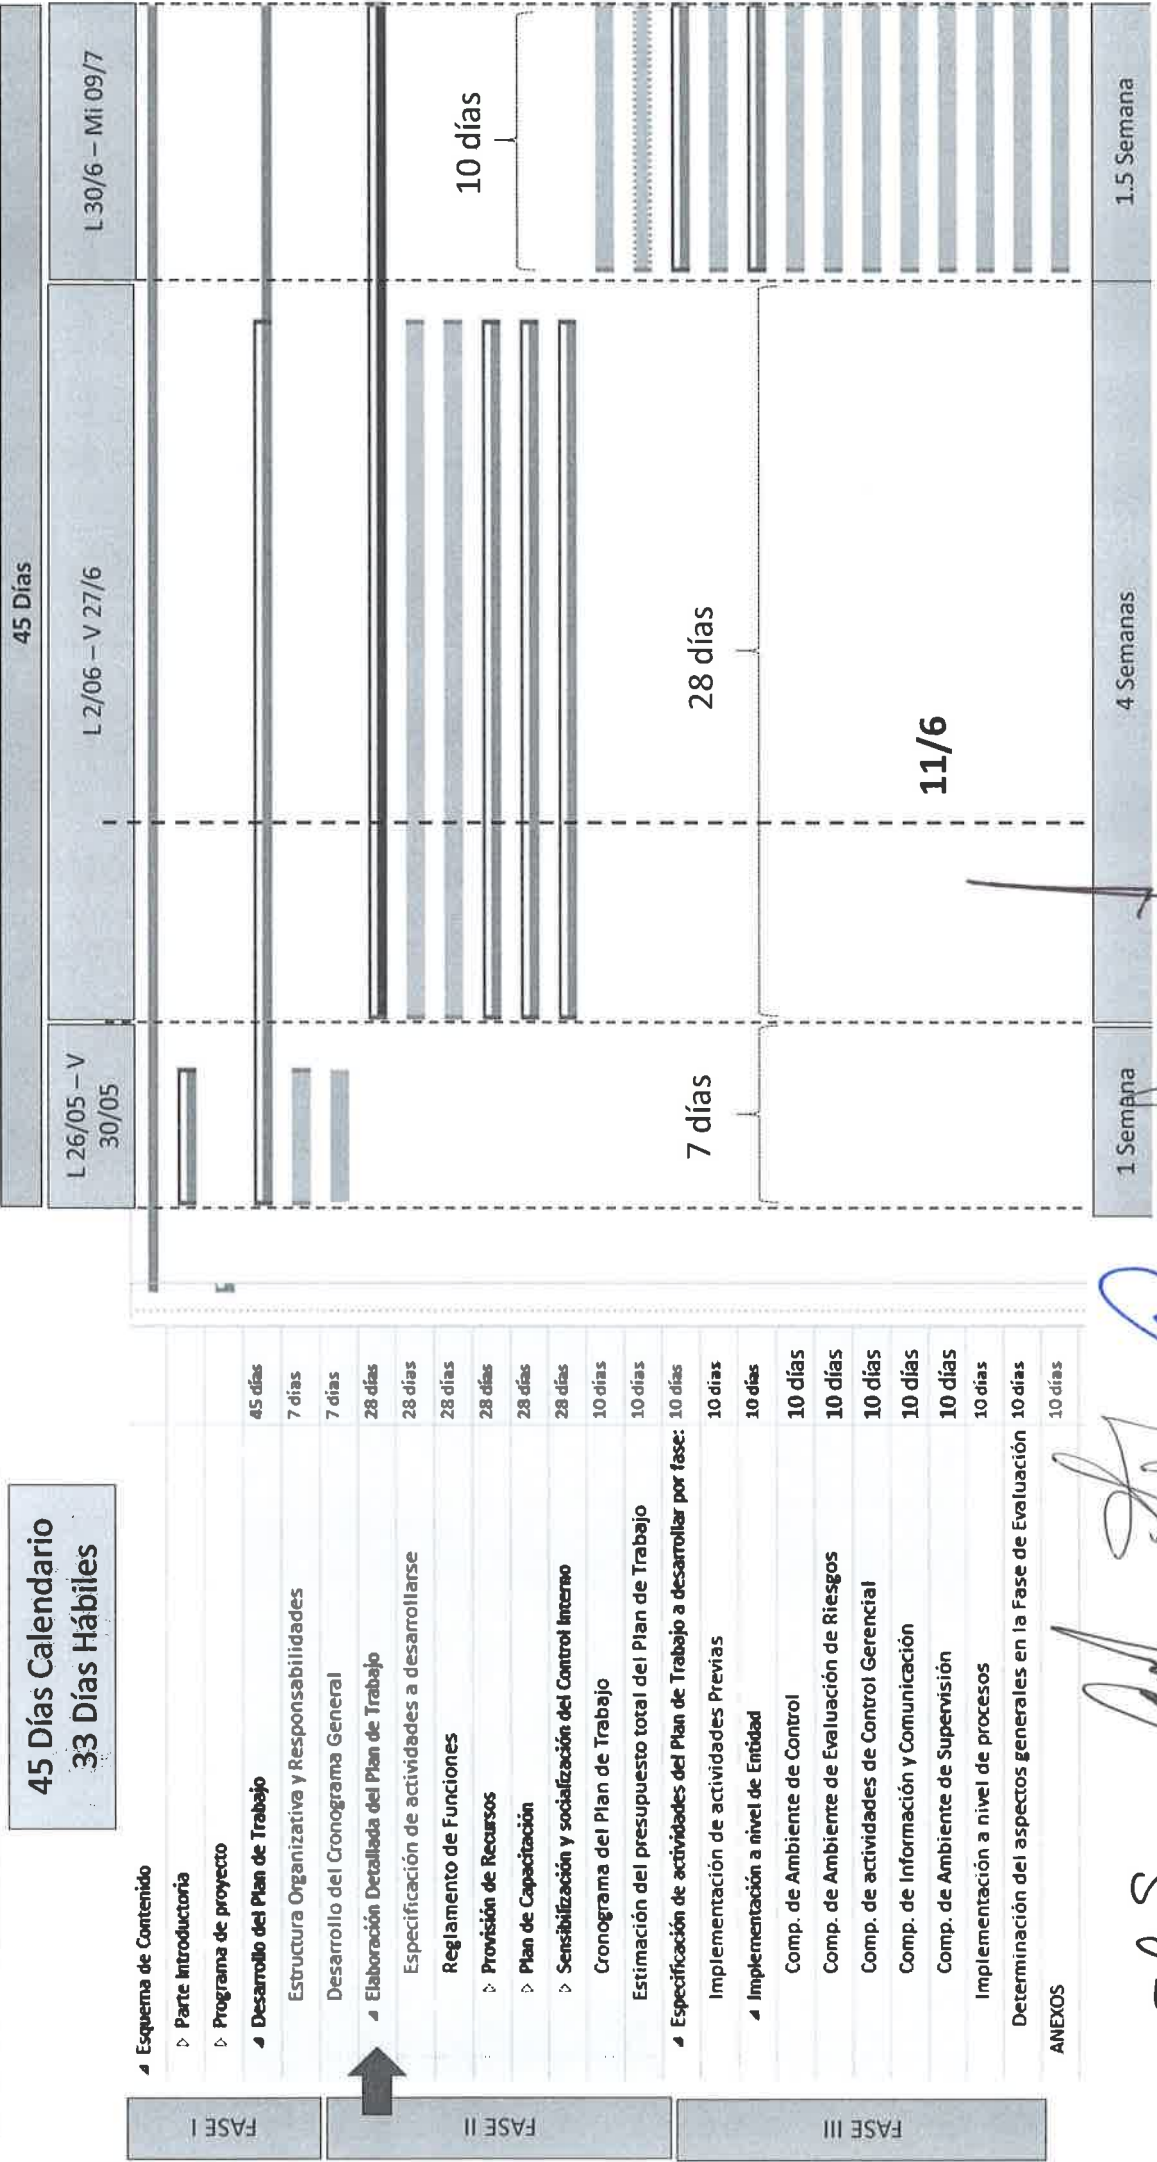 45 Días Calendario
33 Días Hábiles
45 Días
L 26/05 – V
30/05
L 2/06 – V 27/6
L30/6 – Mi 09/7
FASE I
FASE II
FASE III
Esquema de Contenido
Parte Introductoria
Programa de proyecto
Desarrollo del Plan de Trabajo 45 días
Estructura Organizativa y Responsabilidades 7 días
Desarrollo del Cronograma General 7 días
Elaboración Detallada del Plan de Trabajo 28 días
Especificación de actividades a desarrollarse 28 días
Reglamento de Funciones 28 días
Provisión de Recursos 28 días
Plan de Capacitación 28 días
Sensibilización y socialización del Control Interno 28 días
Cronograma del Plan de Trabajo 10 días
Estimación del presupuesto total del Plan de Trabajo 10 días
Especificación de actividades del Plan de Trabajo a desarrollar por fase: 10 días
Implementación de actividades Previas 10 días
Implementación a nivel de Entidad 10 días
Comp. de Ambiente de Control 10 días
Comp. de Ambiente de Evaluación de Riesgos 10 días
Comp. de actividades de Control Gerencial 10 días
Comp. de Información y Comunicación 10 días
Comp. de Ambiente de Supervisión 10 días
Implementación a nivel de procesos 10 días
Determinación del aspectos generales en la Fase de Evaluación 10 días
ANEXOS 10 días
7 días
28 días
10 días
11/6
1 Semana
4 Semanas
1.5 Semana